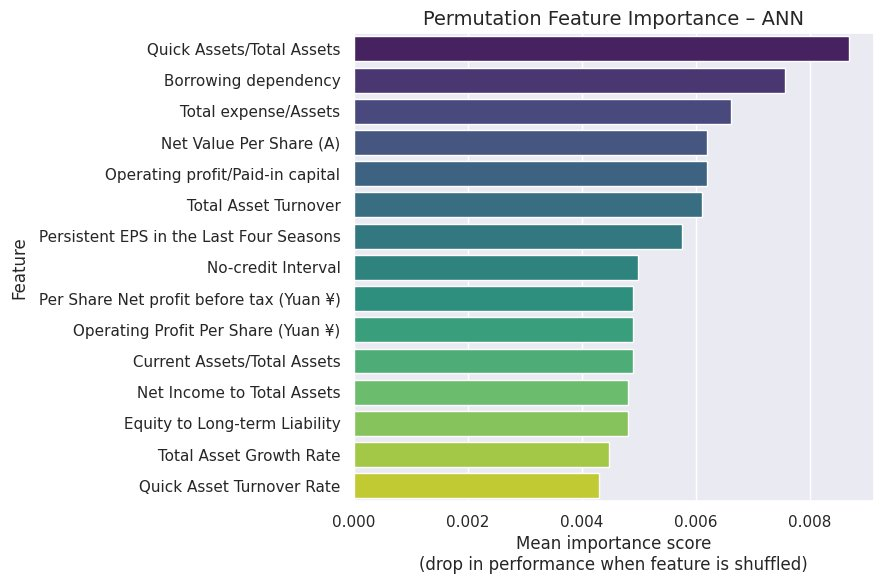 Permutation Feature Importance – ANN
Feature
Quick Assets/Total Assets
Borrowing dependency
Total expense/Assets
Net Value Per Share (A)
Operating profit/Paid-in capital
Total Asset Turnover
Persistent EPS in the Last Four Seasons
No-credit Interval
Per Share Net profit before tax (Yuan ¥)
Operating Profit Per Share (Yuan ¥)
Current Assets/Total Assets
Net Income to Total Assets
Equity to Long-term Liability
Total Asset Growth Rate
Quick Asset Turnover Rate
0.000 0.002 0.004 0.006 0.008
Mean importance score
(drop in performance when feature is shuffled)